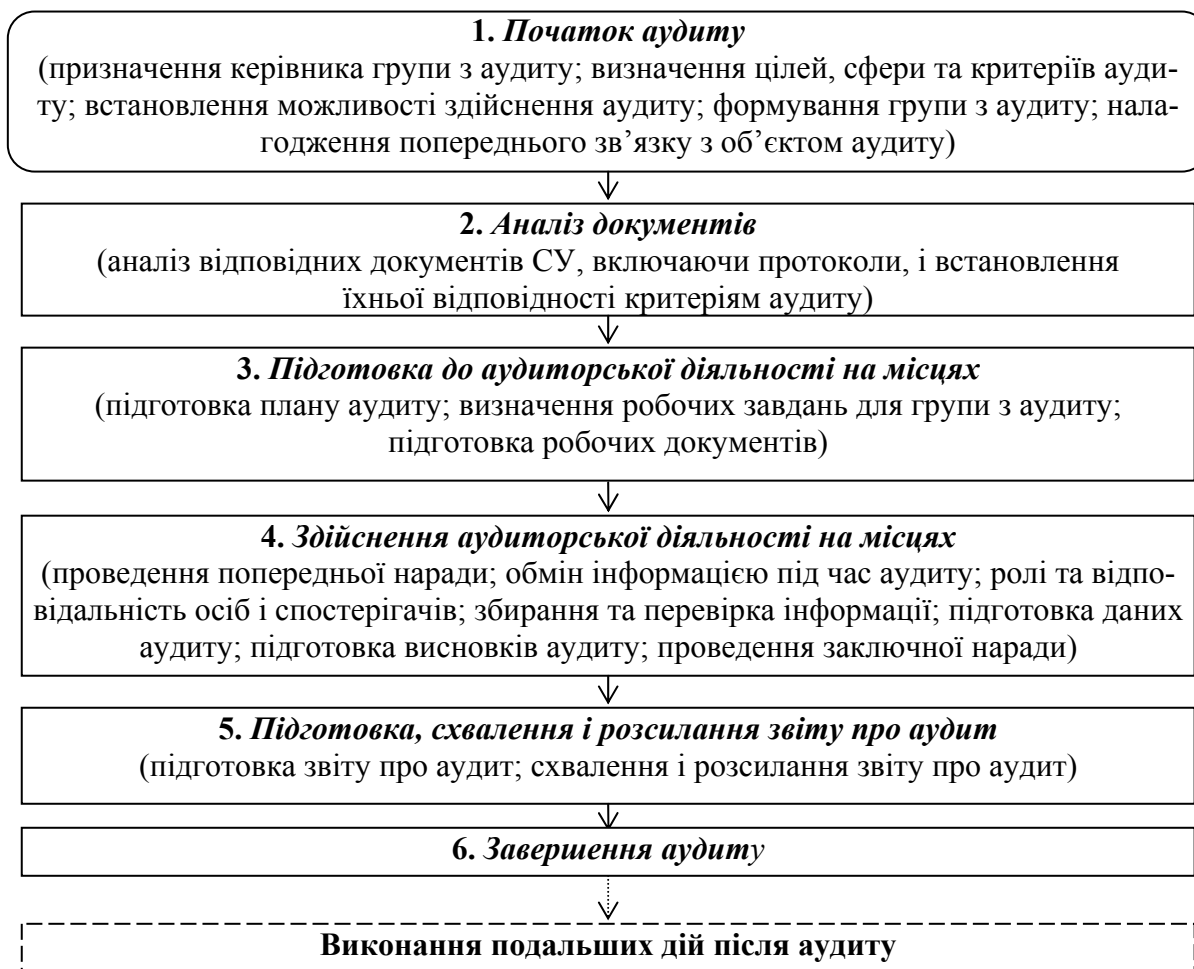 1. Початок аудиту
(призначення керівника групи з аудиту; визначення цілей, сфери та критеріїв ауди-
ту; встановлення можливості здійснення аудиту; формування групи з аудиту; нала-
годження попереднього зв’язку з об’єктом аудиту)
2. Аналіз документів
(аналіз відповідних документів СУ, включаючи протоколи, і встановлення
їхньої відповідності критеріям аудиту)
3. Підготовка до аудиторської діяльності на місцях
(підготовка плану аудиту; визначення робочих завдань для групи з аудиту;
підготовка робочих документів)
4. Здійснення аудиторської діяльності на місцях
(проведення попередньої наради; обмін інформацією під час аудиту; ролі та відпо-
відальність осіб і спостерігачів; збирання та перевірка інформації; підготовка даних
аудиту; підготовка висновків аудиту; проведення заключної наради)
5. Підготовка, схвалення і розсилання звіту про аудит
(підготовка звіту про аудит; схвалення і розсилання звіту про аудит)
6. Завершення аудиту
Виконання подальших дій після аудиту